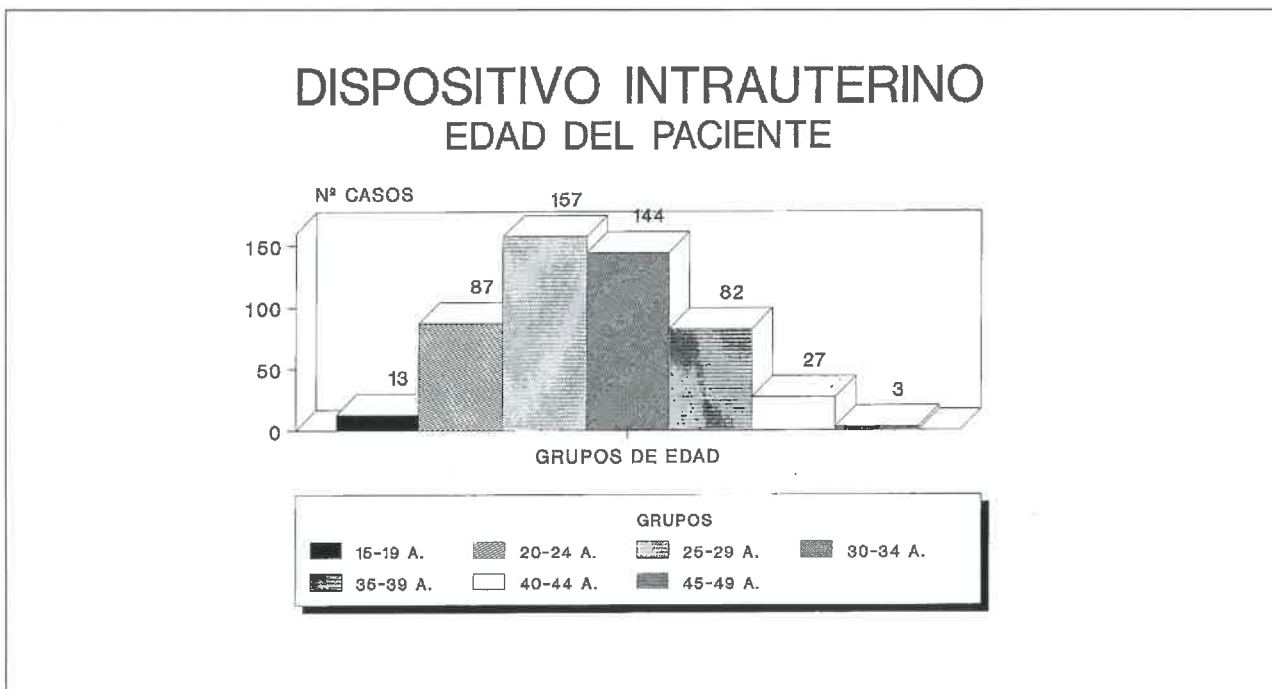 DISPOSITIVO INTRAUTERINO
EDAD DEL PACIENTE
Nº CASOS
157
144
150
87
82
100
50
27
13
3
0
GRUPOS DE EDAD
GRUPOS
15-19 A. 20-24 A. 25-29 A. 30-34 A.
35-39 A. 40-44 A. 45-49 A.